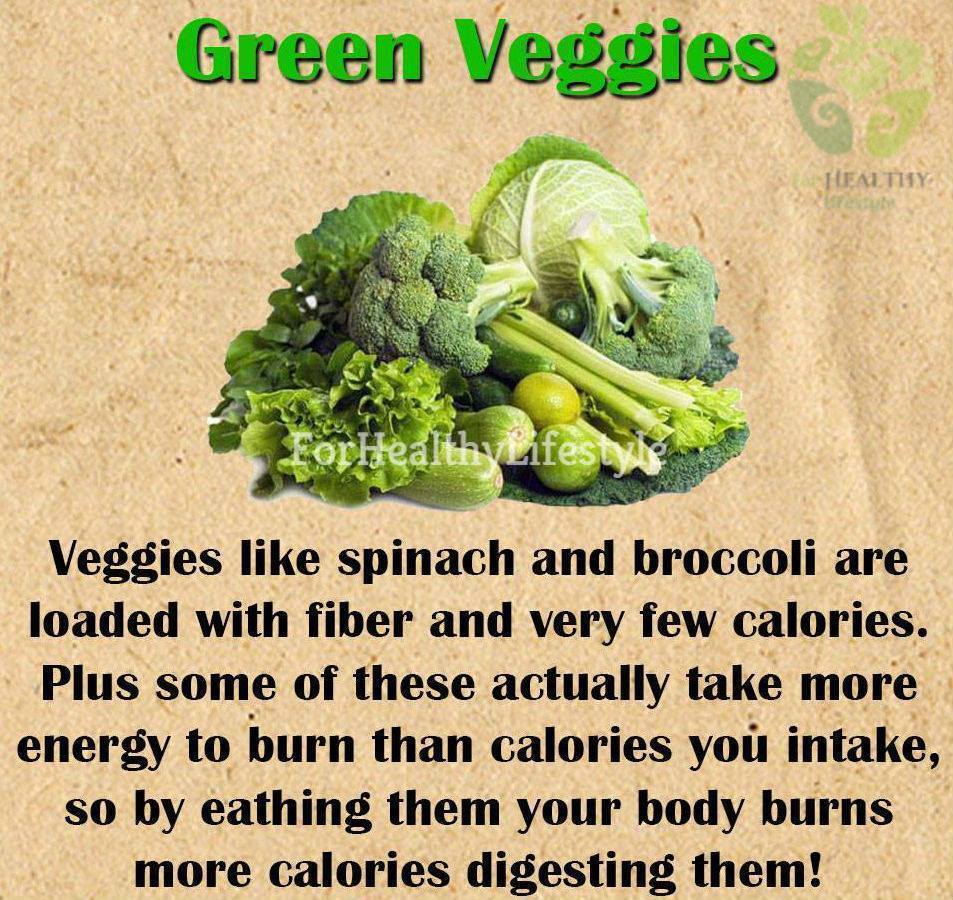 Green Veggies
HEALTHY
lifestyle
ForHealthyLifestyle
Veggies like spinach and broccoli are
loaded with fiber and very few calories.
Plus some of these actually take more
energy to burn than calories you intake,
so by eathing them your body burns
more calories digesting them!